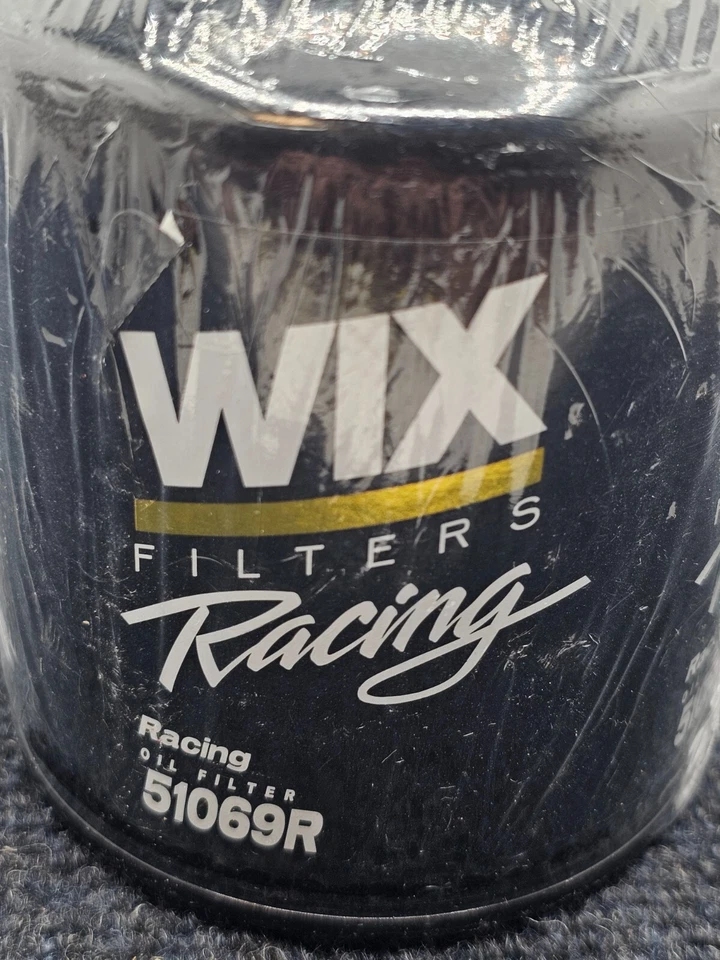 WIX
FILTERS
Racing
Racing
OIL FILTER
51069R